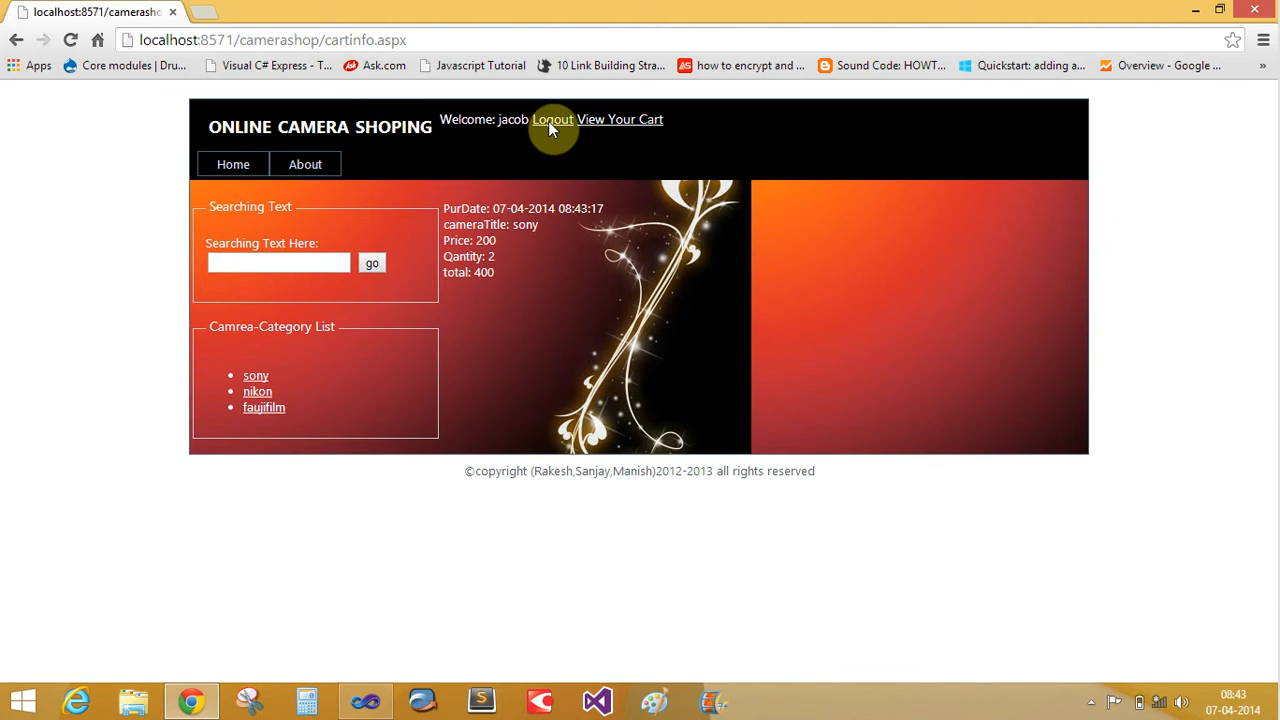 localhost:8571/camerasho
localhost:8571/camerashop/cartinfo.aspx
Apps Core modules | Dru... Visual C# Express - T... Ask.com Javascript Tutorial 10 Link Building Stra... how to encrypt and ... Sound Code: HOWT... Quickstart: adding a... Overview - Google ... »
ONLINE CAMERA SHOPING
Welcome: jacob Logout View Your Cart
Home About
Searching Text
Searching Text Here:
go
Camrea-Category List
sony
nikon
faujifilm
PurDate: 07-04-2014 08:43:17
cameraTitle: sony
Price: 200
Qantity: 2
total: 400
©copyright (Rakesh,Sanjay,Manish)2012-2013 all rights reserved
08:43
07-04-2014